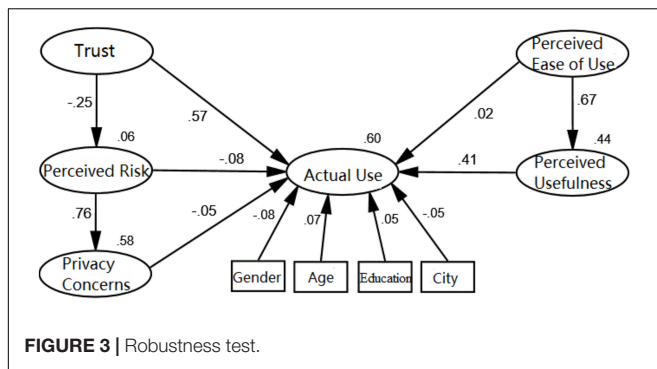 Trust
Perceived
Ease of Use
-.25
.57
.02
.67
.06
.60
.44
Perceived Risk
-.08
Actual Use
.41
Perceived
Usefulness
.76
-.05
-.08
.07
.05
-.05
.58
Privacy
Concerns
Gender
Age
Education
City
FIGURE 3 | Robustness test.